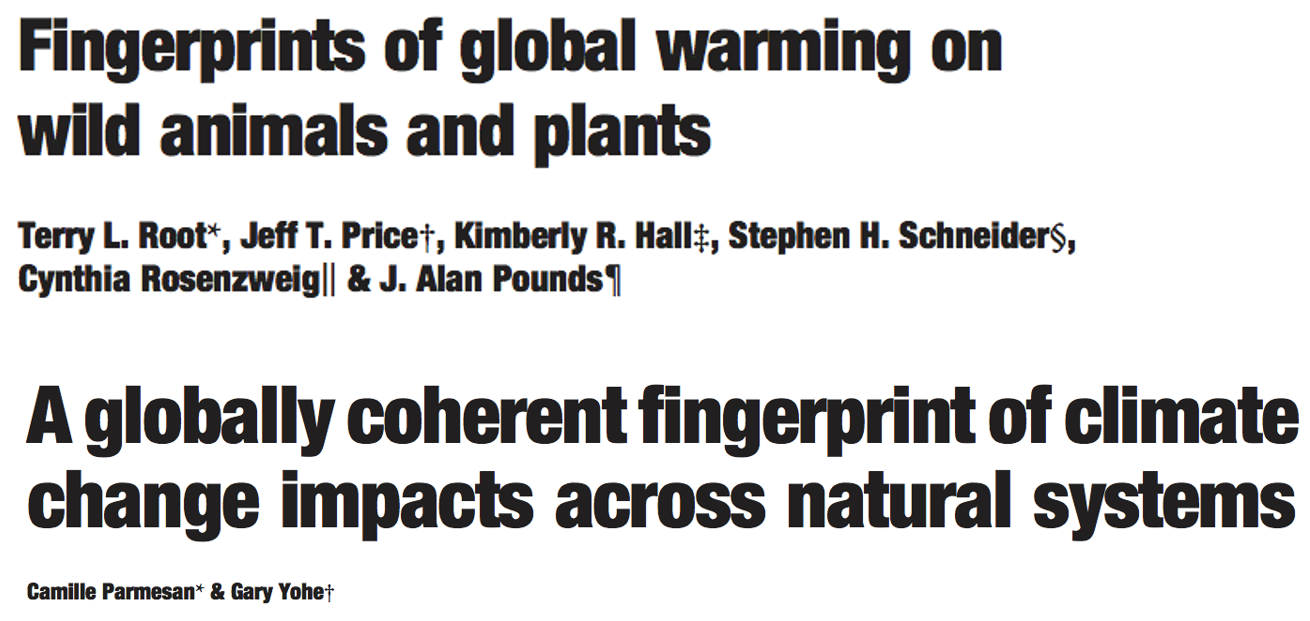 Fingerprints of global warming on
wild animals and plants
Terry L. Root*, Jeff T. Price†, Kimberly R. Hall‡, Stephen H. Schneider§,
Cynthia Rosenzweig|| & J. Alan Pounds¶
A globally coherent fingerprint of climate
change impacts across natural systems
Camille Parmesan* & Gary Yohe†